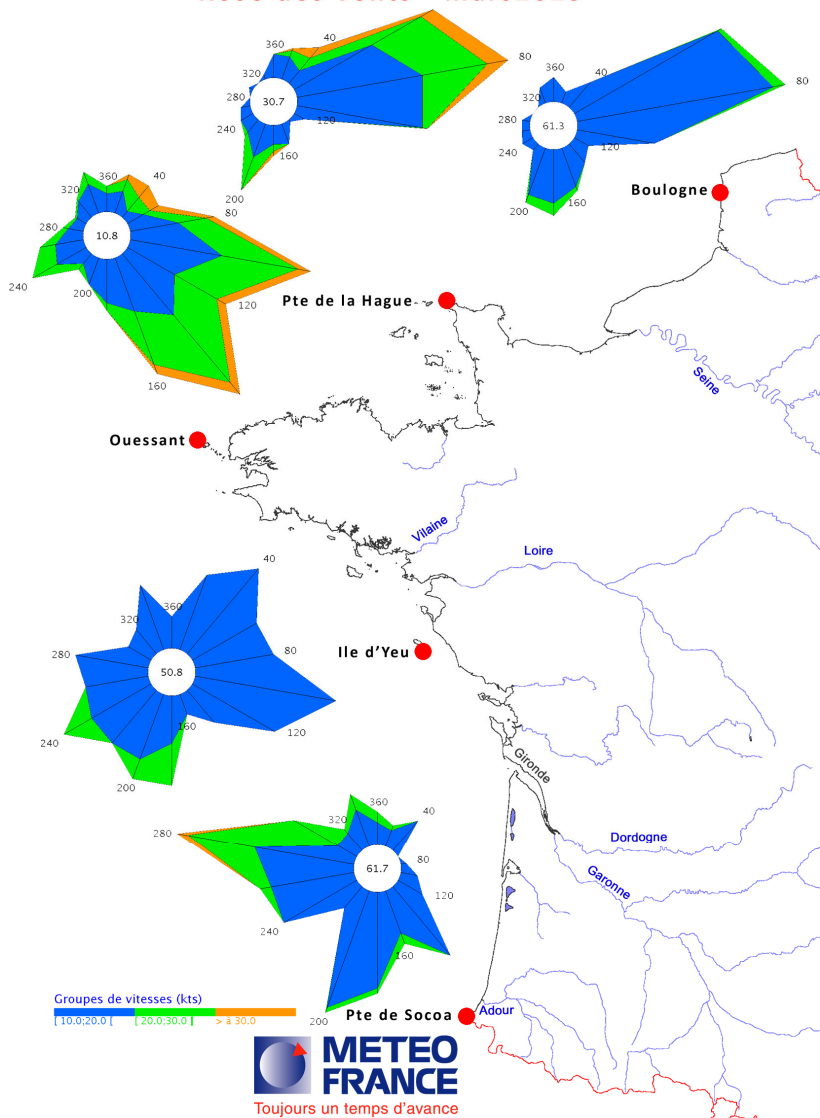 360
40
80
320
30.7
280
240
120
160
200
360
40
80
320
280
61.3
240
120
200
160
Boulogne
360
40
320
80
280
10.8
240
200
120
160
Pte de la Hague
Seine
Ouessant
Vilaine
Loire
40
360
320
280
80
50.8
240
160
120
200
Ile d'Yeu
Gironde
Dordogne
Garonne
360
40
320
280
61.7
80
120
240
160
200
Pte de Socoa
Adour
Groupes de vitesses (kts)
[ 10.0;20.0 [ [ 20.0;30.0 [ > à 30.0
METEO
FRANCE
Toujours un temps d'avance